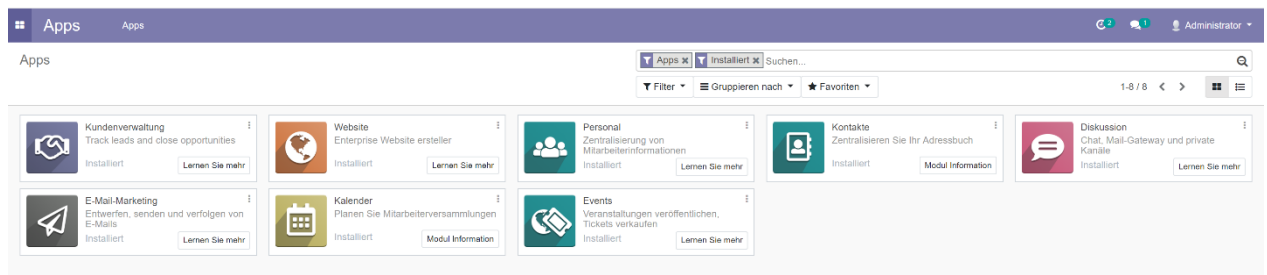 Apps Apps 2 1 Administrator
Apps
Apps Installiert Suchen...
Filter Gruppieren nach Favoriten 1-8 / 8
Kundenverwaltung
Track leads and close opportunities
Installiert Lernen Sie mehr
Website
Enterprise Website ersteller
Installiert Lernen Sie mehr
Personal
Zentralisierung von
Mitarbeiterinformationen
Installiert Lernen Sie mehr
Kontakte
Zentralisieren Sie Ihr Adressbuch
Installiert Modul Information
Diskussion
Chat, Mail-Gateway und private
Kanäle
Installiert Lernen Sie mehr
E-Mail-Marketing
Entwerfen, senden und verfolgen von
E-Mails
Installiert Lernen Sie mehr
Kalender
Planen Sie Mitarbeiterversammlungen
Installiert Modul Information
Events
Veranstaltungen veröffentlichen,
Tickets verkaufen
Installiert Lernen Sie mehr